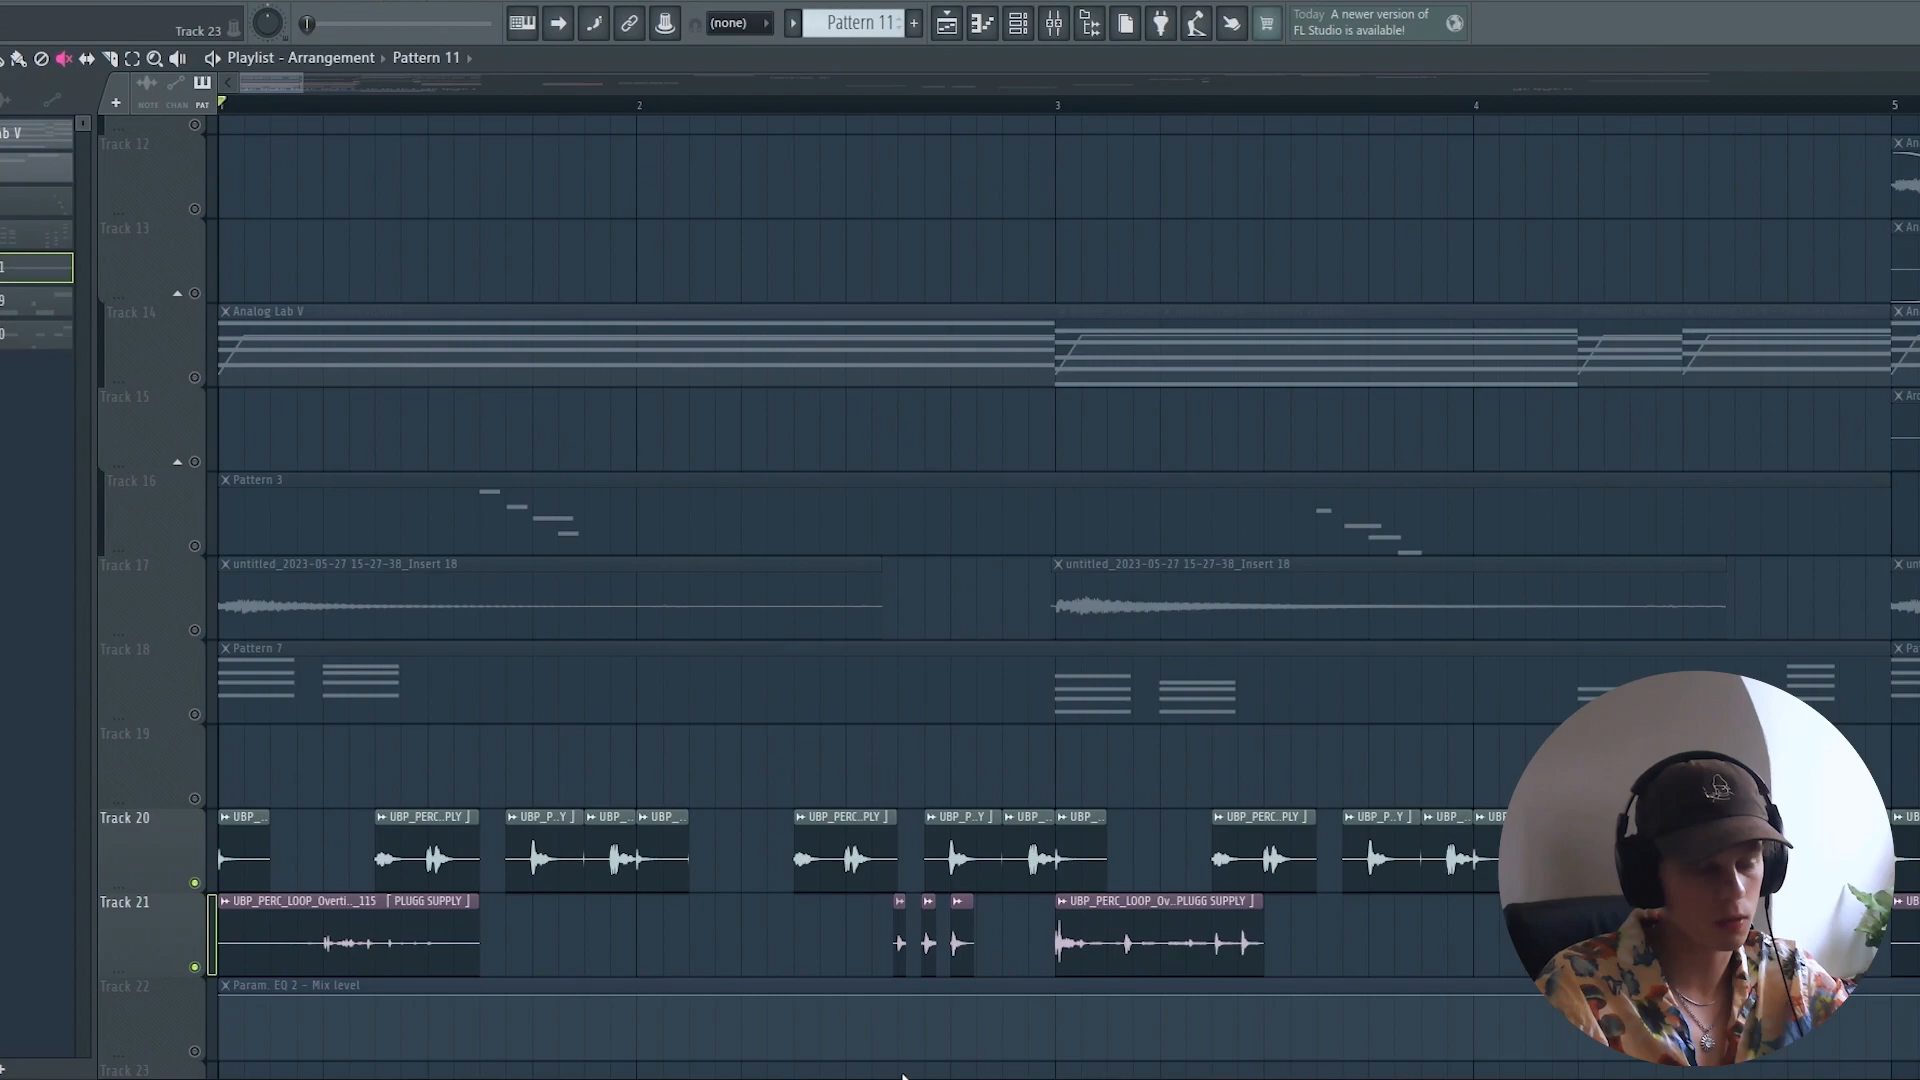 Track 23
(none)
Pattern 11
+
Today A newer version of
FL Studio is available!
Playlist - Arrangement
Pattern 11
NOTE CHAN PAT
2
3
4
5
Track 12
Track 13
Track 14
Analog Lab V
Track 15
Track 16
Pattern 3
Track 17
untitled_2023-05-27 15-27-38_Insert 18
untitled_2023-05-27 15-27-38_Insert 18
Track 18
Pattern 7
Track 19
Track 20
UBP_..
UBP_PERC..PLY ]
UBP_P..Y ]
UBP_..
UBP_..
UBP_PERC..PLY ]
UBP_P..Y ]
UBP_..
UBP_..
UBP_PERC..PLY ]
UBP_P..Y ]
UBP_..
Track 21
UBP_PERC_LOOP_Overti.._115 [ PLUGG SUPPLY ]
UBP_PERC_LOOP_Ov..PLUGG SUPPLY ]
Track 22
Param. EQ 2 - Mix level
Track 23